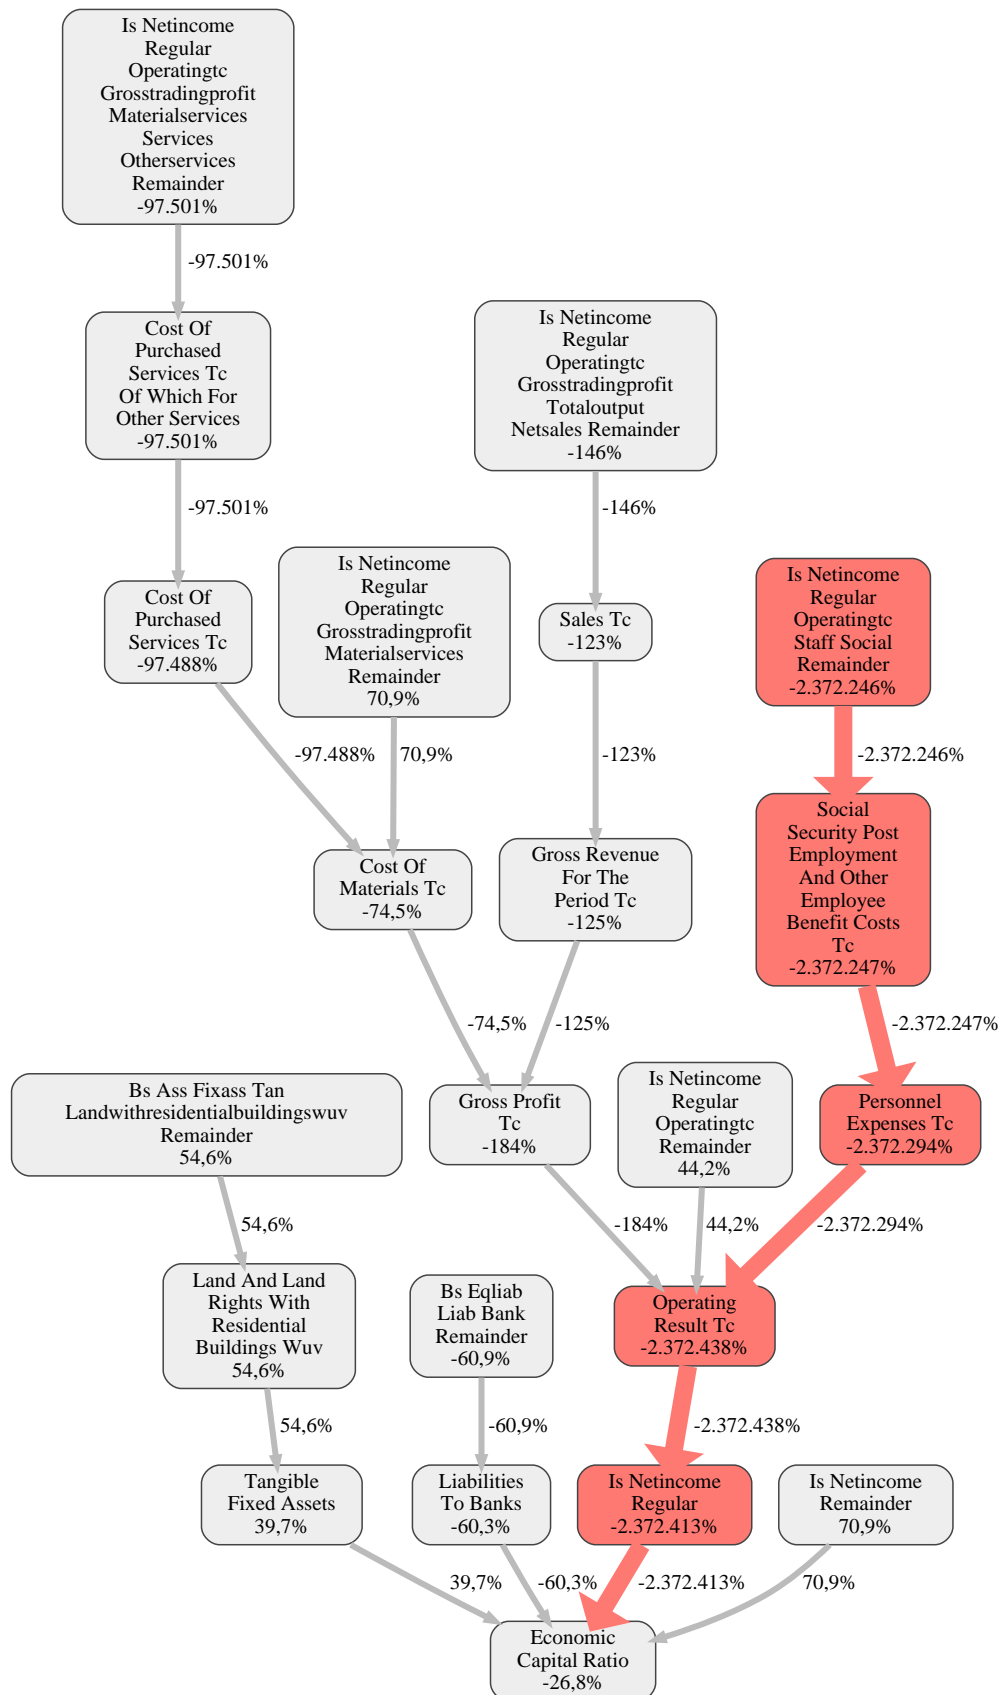 Is Netincome
Regular
Operatingtc
Grosstradingprofit
Materialservices
Services
Otherservices
Remainder
-97.501%
-97.501%
Cost Of
Purchased
Services Tc
Of Which For
Other Services
-97.501%
Is Netincome
Regular
Operatingtc
Grosstradingprofit
Totaloutput
Netsales Remainder
-146%
-97.501%
-146%
Cost Of
Purchased
Services Tc
-97.488%
Is Netincome
Regular
Operatingtc
Grosstradingprofit
Materialservices
Remainder
70,9%
Sales Tc
-123%
Is Netincome
Regular
Operatingtc
Staff Social
Remainder
-2.372.246%
-97.488%
70,9%
-123%
-2.372.246%
Cost Of
Materials Tc
-74,5%
Gross Revenue
For The
Period Tc
-125%
Social
Security Post
Employment
And Other
Employee
Benefit Costs
Tc
-2.372.247%
-74,5%
-125%
-2.372.247%
Bs Ass Fixass Tan
Landwithresidentialbuildingswuv
Remainder
54,6%
Gross Profit
Tc
-184%
Is Netincome
Regular
Operatingtc
Remainder
44,2%
Personnel
Expenses Tc
-2.372.294%
54,6%
-184%
44,2%
-2.372.294%
Land And Land
Rights With
Residential
Buildings Wuv
54,6%
Bs Eqliab
Liab Bank
Remainder
-60,9%
Operating
Result Tc
-2.372.438%
54,6%
-60,9%
-2.372.438%
Tangible
Fixed Assets
39,7%
Liabilities
To Banks
-60,3%
Is Netincome
Regular
-2.372.413%
Is Netincome
Remainder
70,9%
39,7%
-60,3%
-2.372.413%
70,9%
Economic
Capital Ratio
-26,8%